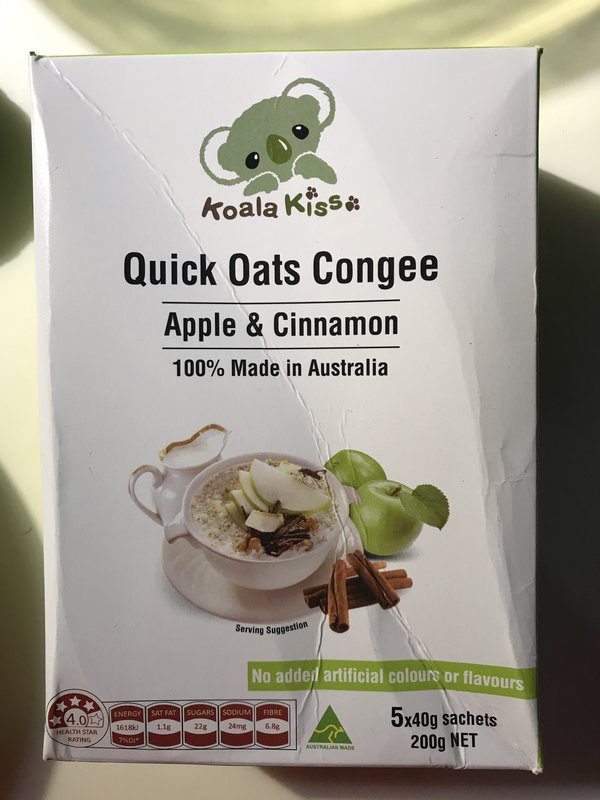 Koala Kiss
Quick Oats Congee
Apple & Cinnamon
100% Made in Australia
Serving Suggestion
No added artificial colours or flavours
4.0
HEALTH STAR
RATING
ENERGY
1618kJ
7%DI*
SAT FAT
1.1g
SUGARS
22g
SODIUM
24mg
FIBRE
6.8g
AUSTRALIAN MADE
5x40g sachets
200g NET